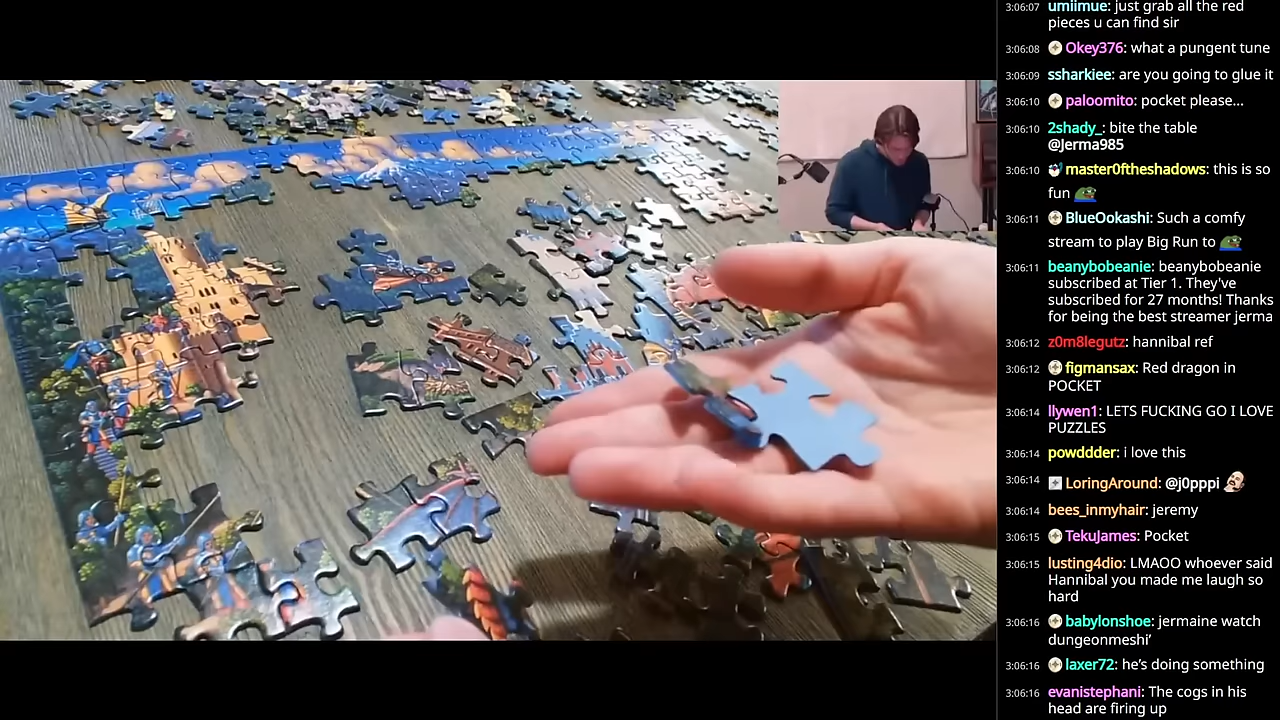 3:06:07 umiimue: just grab all the red
pieces u can find sir
3:06:08 Okey376: what a pungent tune
3:06:09 ssharkiee: are you going to glue it
3:06:10 paloomito: pocket please...
3:06:10 2shady_: bite the table
@Jerma985
3:06:10 master0ftheshadows: this is so
fun
3:06:11 BlueOokashi: Such a comfy
stream to play Big Run to
3:06:11 beanybobeanie: beanybobeanie
subscribed at Tier 1. They've
subscribed for 27 months! Thanks
for being the best streamer jerma
3:06:12 z0m8legutz: hannibal ref
3:06:12 figmansax: Red dragon in
POCKET
3:06:14 llywen1: LETS FUCKING GO I LOVE
PUZZLES
3:06:14 powddder: i love this
3:06:14 LoringAround: @j0pppi
3:06:14 bees_inmyhair: jeremy
3:06:15 TekuJames: Pocket
3:06:15 lusting4dio: LMAOO whoever said
Hannibal you made me laugh so
hard
3:06:16 babylonshoe: jermaine watch
dungeonmeshi’
3:06:16 laxer72: he’s doing something
3:06:16 evanistephani: The cogs in his
head are firing up